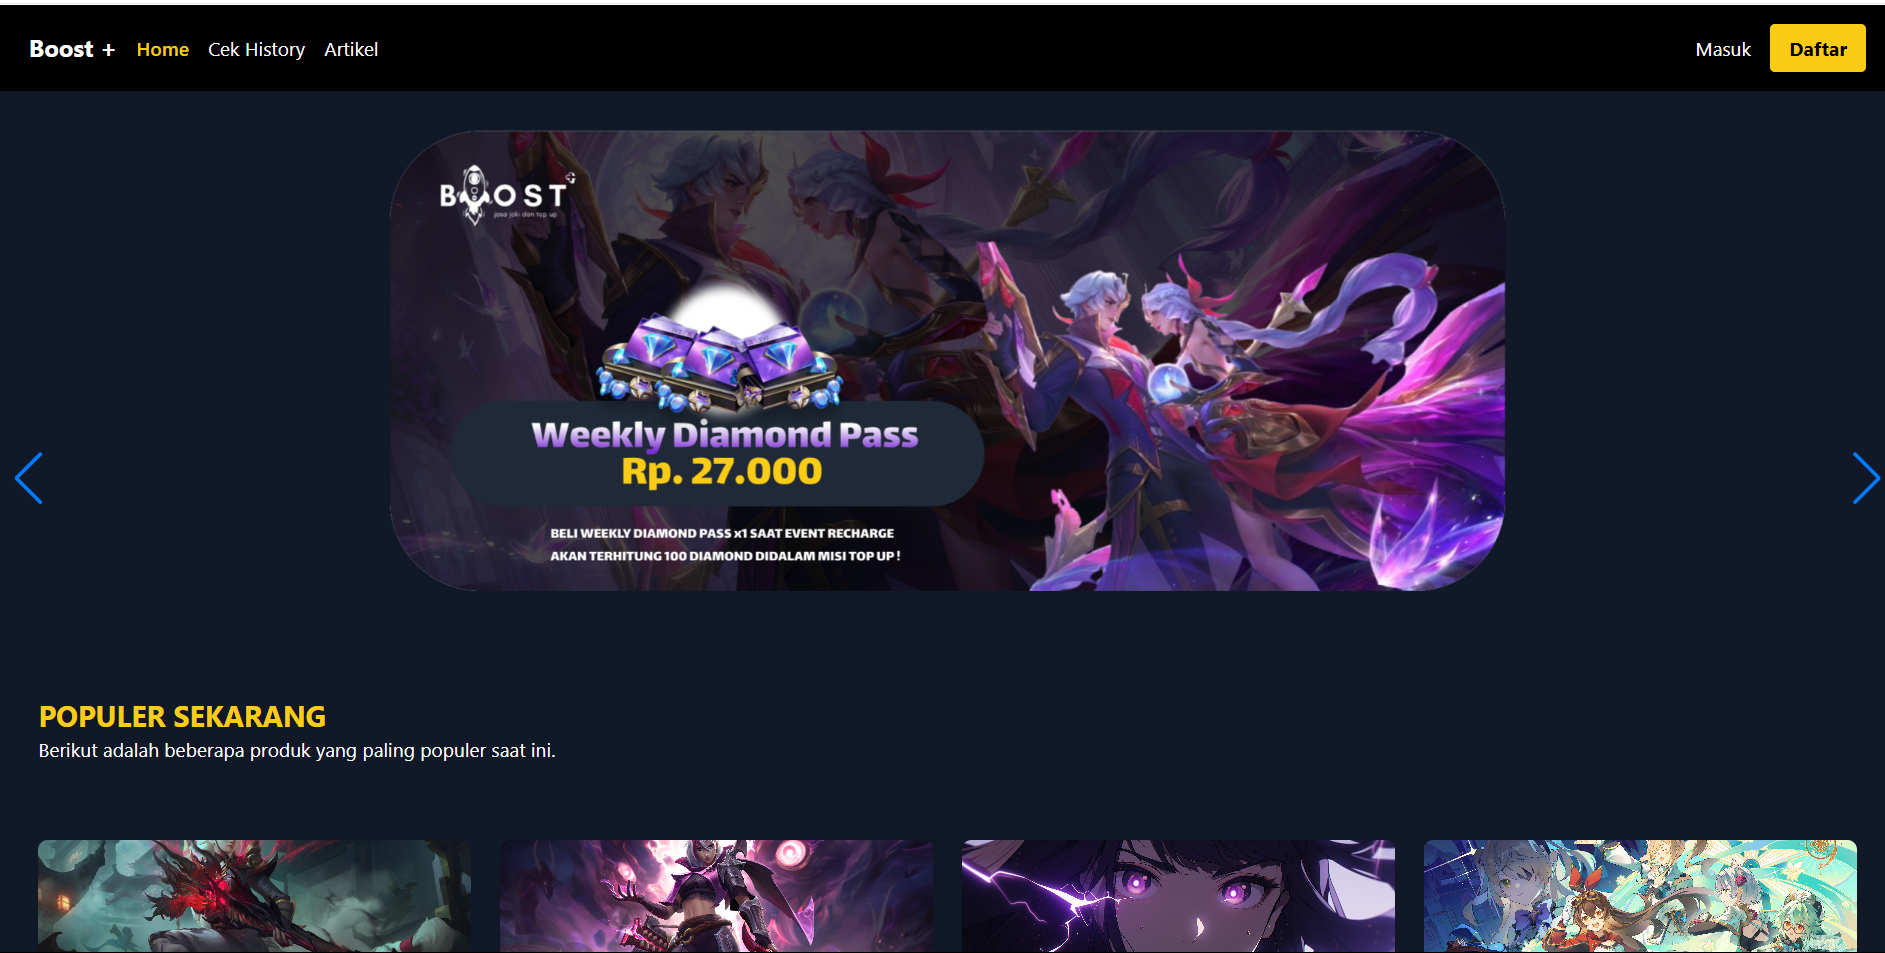 Boost +
Home
Cek History
Artikel
Masuk
Daftar
BOOST+
jasa joki dan top up
Weekly Diamond Pass
Rp. 27.000
BELI WEEKLY DIAMOND PASS x1 SAAT EVENT RECHARGE
AKAN TERHITUNG 100 DIAMOND DIDALAM MISI TOP UP !
POPULER SEKARANG
Berikut adalah beberapa produk yang paling populer saat ini.